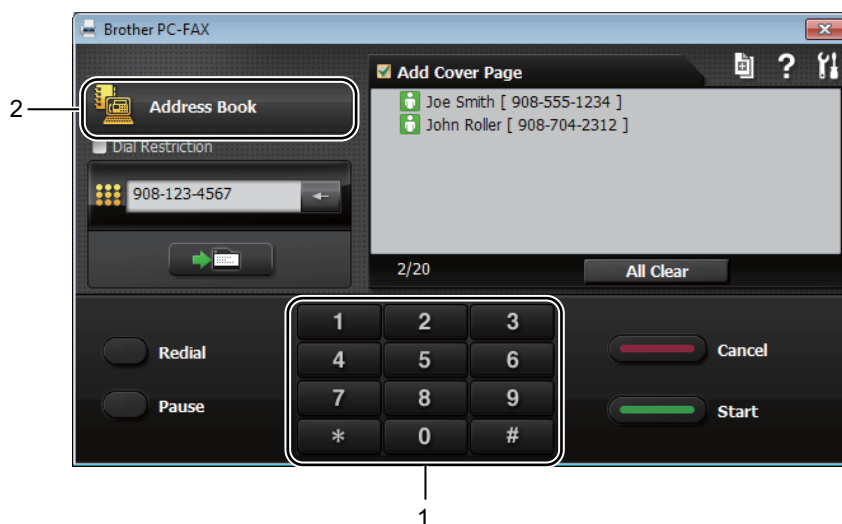 Brother PC-FAX
Add Cover Page
?
2
Address Book
Joe Smith [ 908-555-1234 ]
John Roller [ 908-704-2312 ]
Dial Restriction
908-123-4567
2/20
All Clear
1 2 3
Redial
Cancel
4 5 6
Pause
7 8 9
Start
* 0 #
1